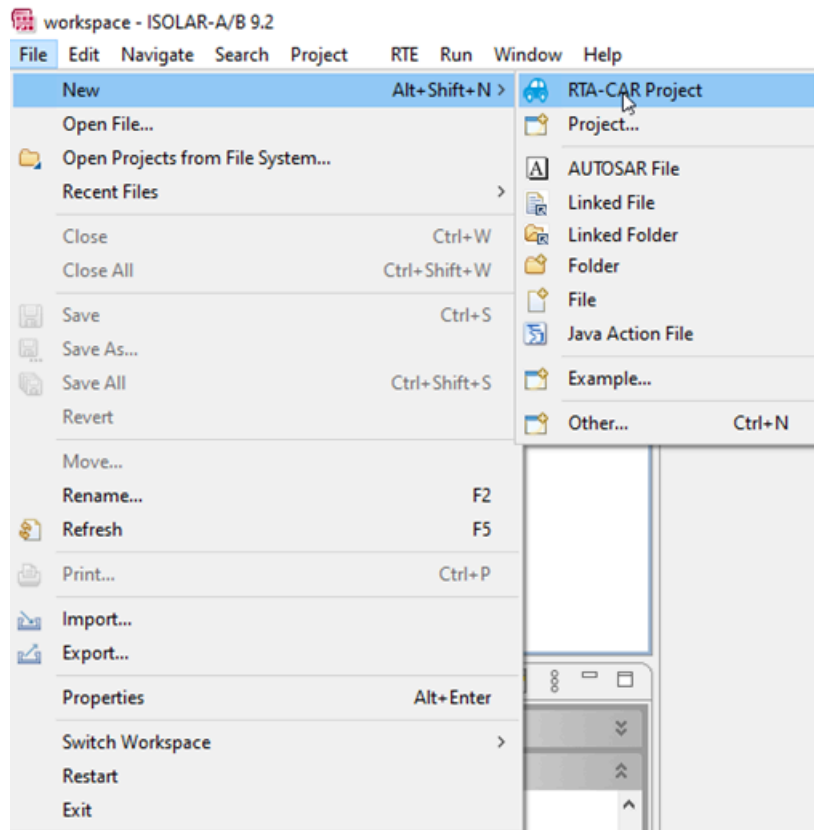 workspace - ISOLAR-A/B 9.2
File Edit Navigate Search Project RTE Run Window Help
New Alt+Shift+N >
Open File...
Open Projects from File System...
Recent Files >
Close Ctrl+W
Close All Ctrl+Shift+W
Save Ctrl+S
Save As...
Save All Ctrl+Shift+S
Revert
Move...
Rename... F2
Refresh F5
Print... Ctrl+P
Import...
Export...
Properties Alt+Enter
Switch Workspace >
Restart
Exit
RTA-CAR Project
Project...
A AUTOSAR File
Linked File
Linked Folder
Folder
File
Java Action File
Example...
Other... Ctrl+N